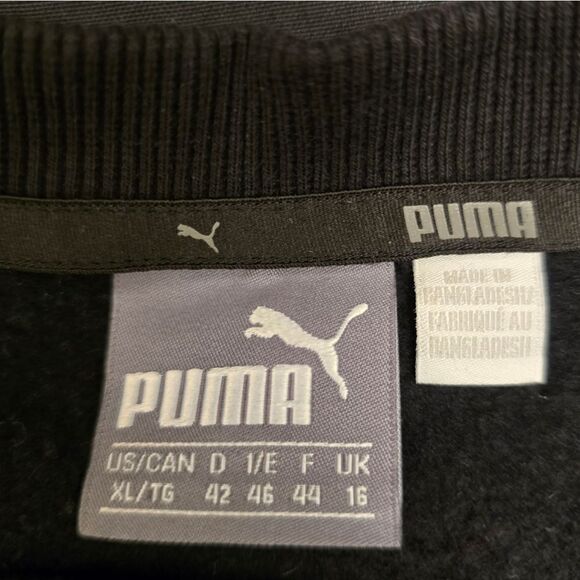 PUMA
MADE IN
BANGLADESH
FABRIQUÉ AU
BANGLADESH
PUMA
US/CAN D I/E F UK
XL/TG 42 46 44 16